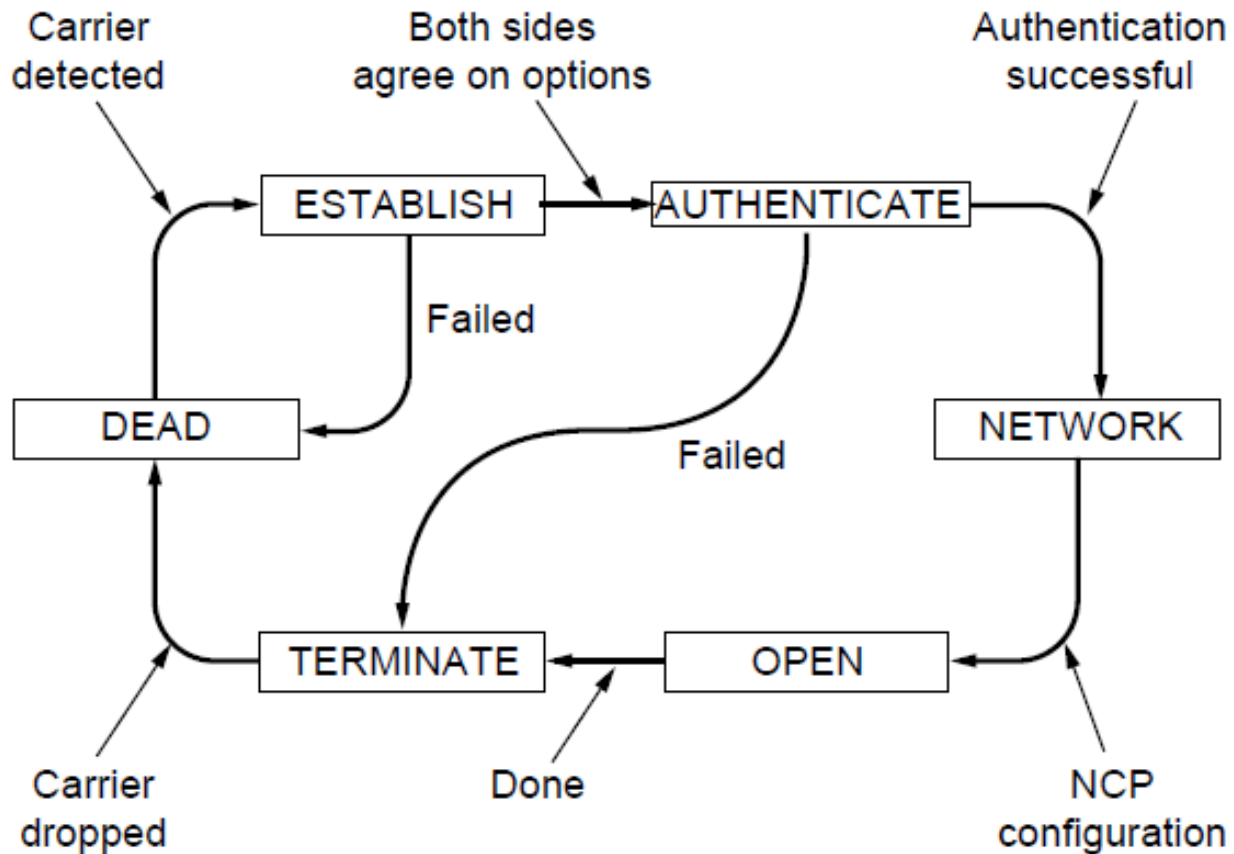 Carrier
detected
Both sides
agree on options
Authentication
successful
ESTABLISH
AUTHENTICATE
Failed
DEAD
NETWORK
Failed
TERMINATE
OPEN
Carrier
dropped
Done
NCP
configuration